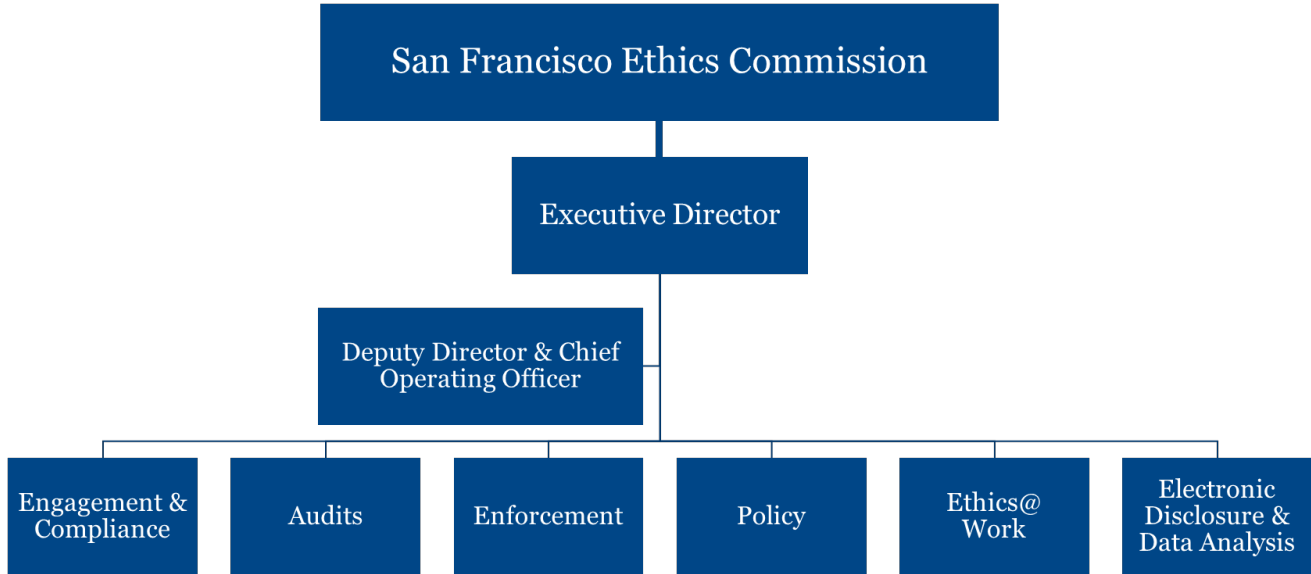 San Francisco Ethics Commission
Executive Director
Deputy Director & Chief
Operating Officer
Engagement &
Compliance
Audits
Enforcement
Policy
Ethics@
Work
Electronic
Disclosure &
Data Analysis